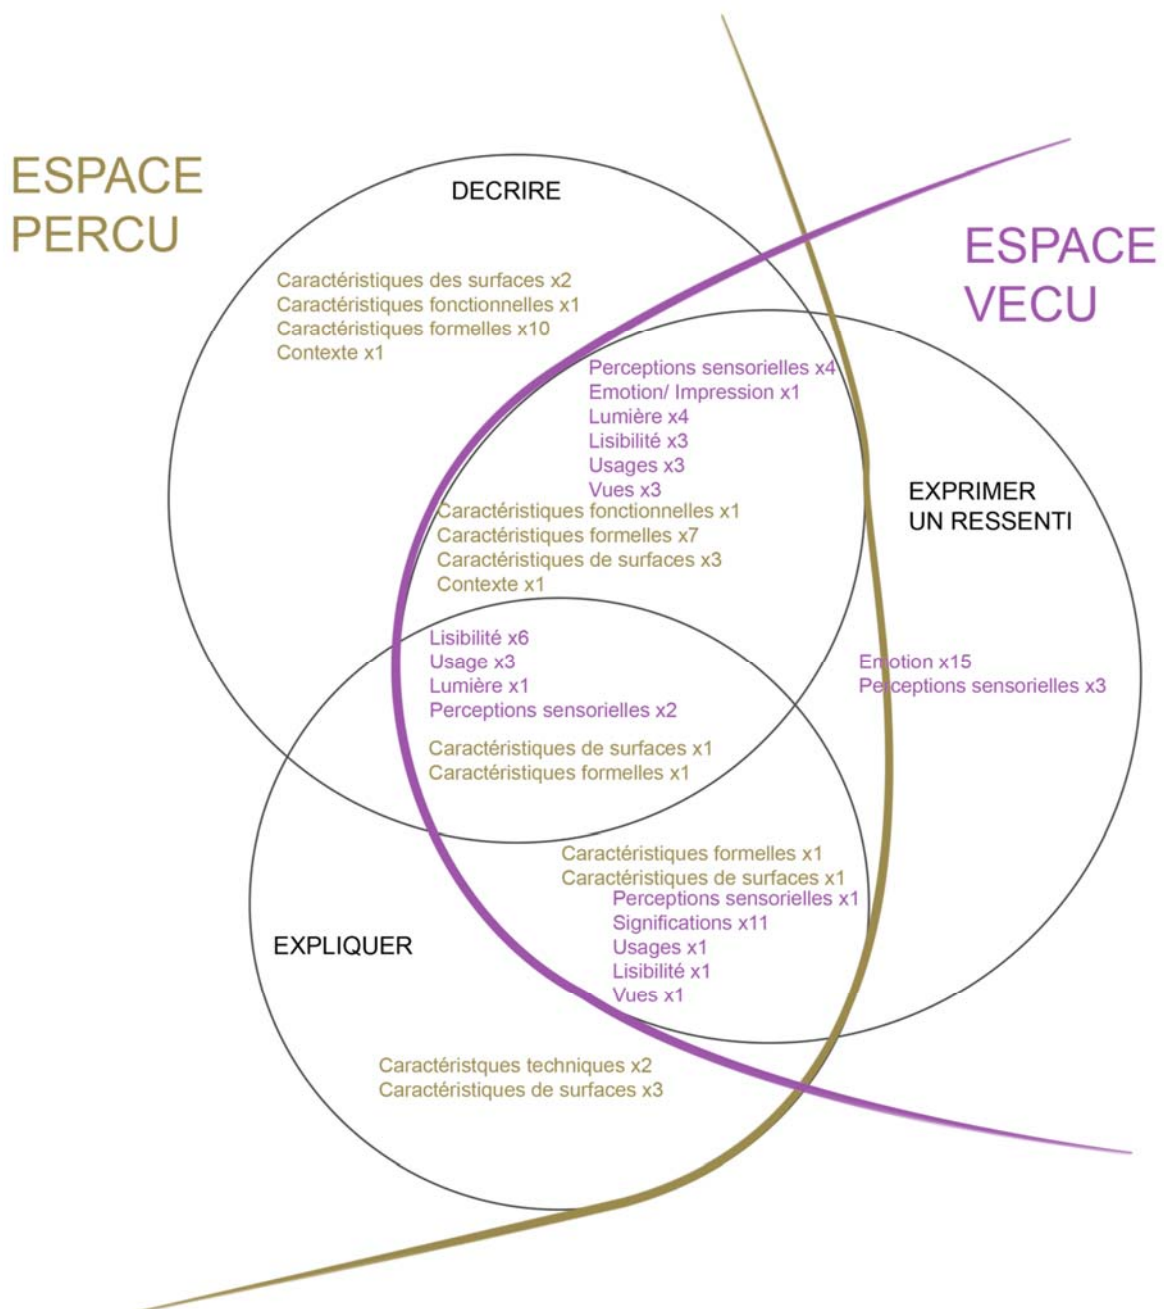 ESPACE
PERCU
DECRIRE
ESPACE
VECU
Caractéristiques des surfaces x2
Caractéristiques fonctionnelles x1
Caractéristiques formelles x10
Contexte x1
Perceptions sensorielles x4
Emotion/ Impression x1
Lumière x4
Lisibilité x3
Usages x3
Vues x3
EXPRIMER
UN RESSENTI
Caractéristiques fonctionnelles x1
Caractéristiques formelles x7
Caractéristiques de surfaces x3
Contexte x1
Lisibilité x6
Usage x3
Lumière x1
Perceptions sensorielles x2
Emotion x15
Perceptions sensorielles x3
Caractéristiques de surfaces x1
Caractéristiques formelles x1
Caractéristiques formelles x1
Caractéristiques de surfaces x1
Perceptions sensorielles x1
Significations x11
Usages x1
Lisibilité x1
Vues x1
EXPLIQUER
Caractéristques techniques x2
Caractéristiques de surfaces x3